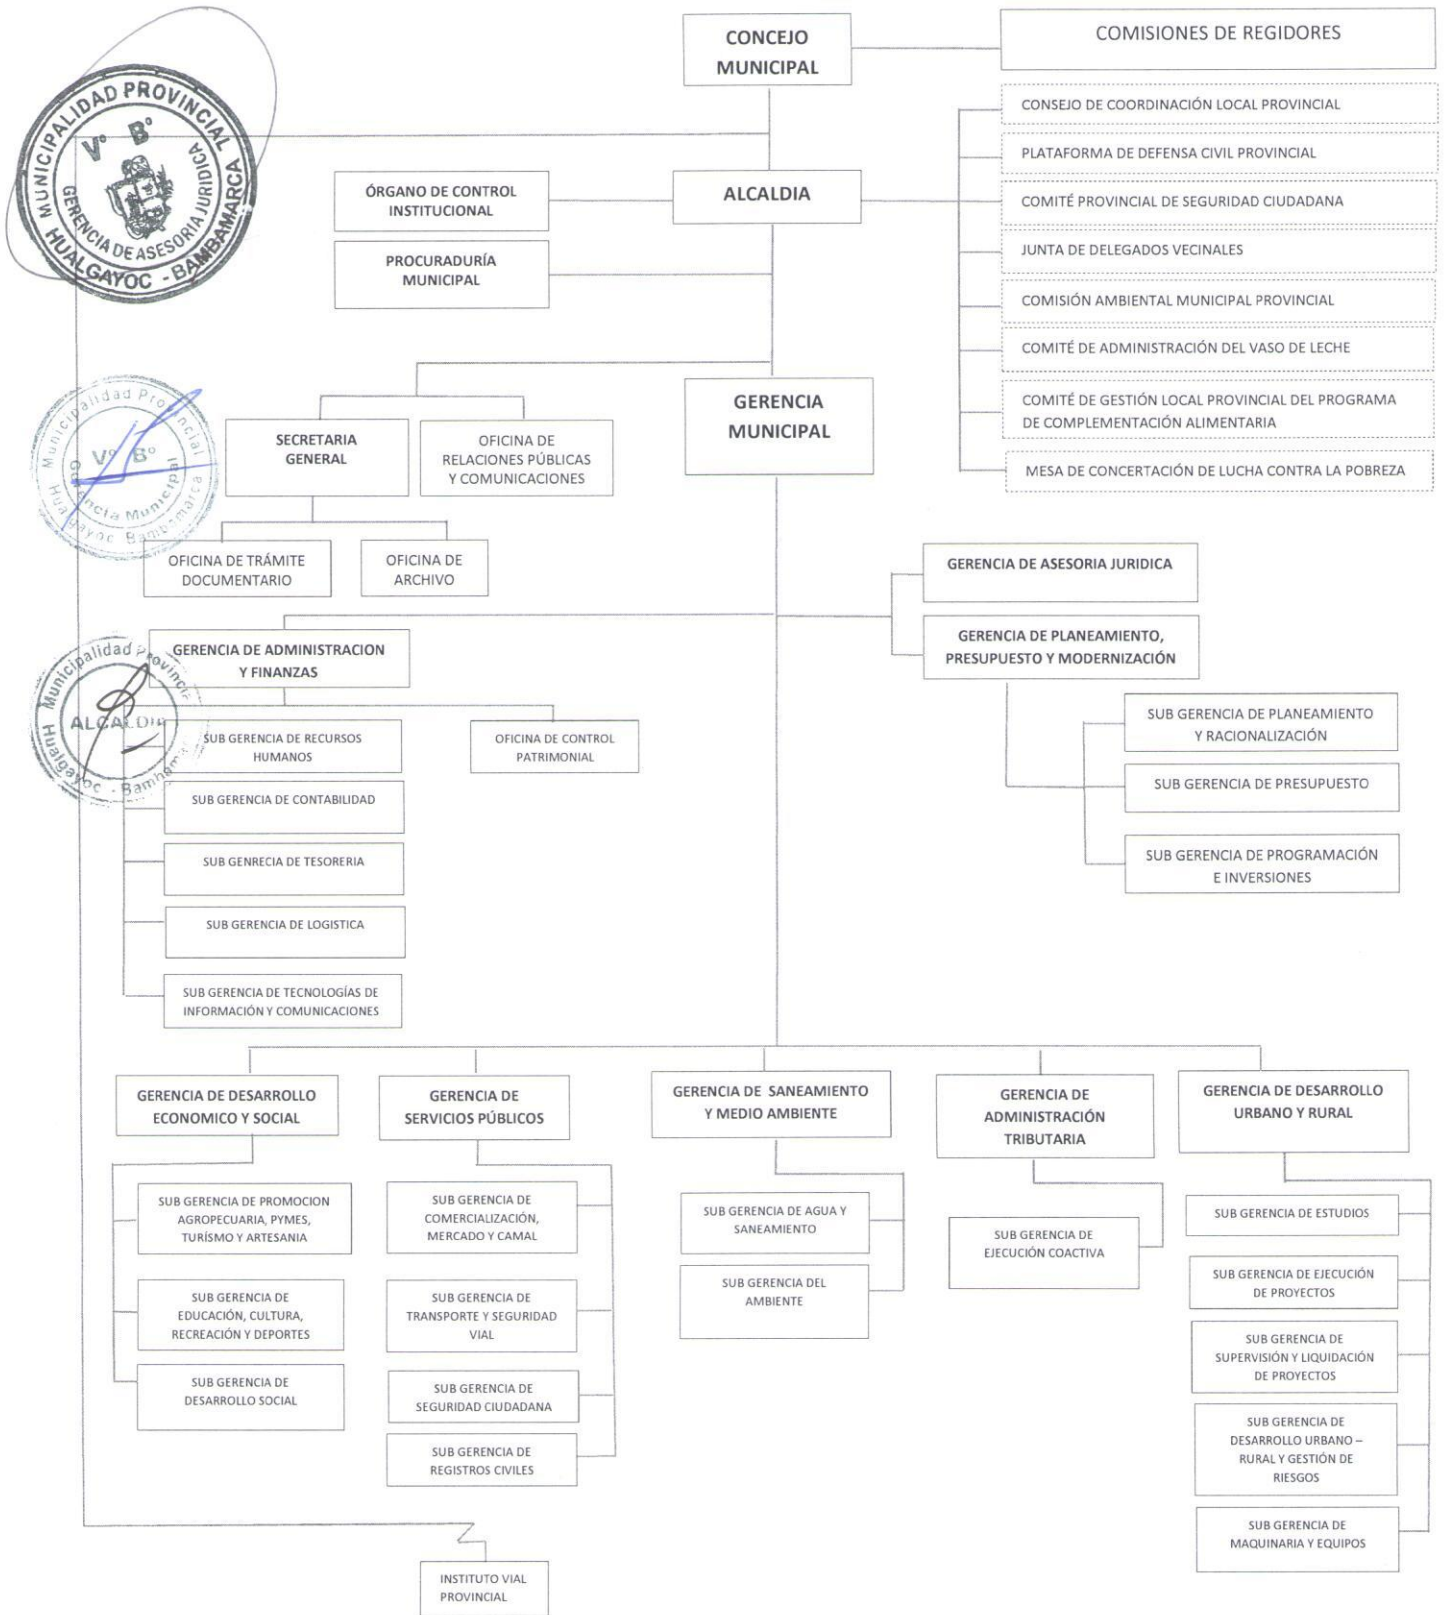 CONCEJO
MUNICIPAL
COMISIONES DE REGIDORES
MUNICIPALIDAD PROVINCIAL
V° B°
GERENCIA DE ASESORIA JURIDICA
HUALGAYOC - BAMBAMARCA
CONSEJO DE COORDINACIÓN LOCAL PROVINCIAL
PLATAFORMA DE DEFENSA CIVIL PROVINCIAL
ÓRGANO DE CONTROL
INSTITUCIONAL
ALCALDIA
COMITÉ PROVINCIAL DE SEGURIDAD CIUDADANA
PROCURADURÍA
MUNICIPAL
JUNTA DE DELEGADOS VECINALES
COMISIÓN AMBIENTAL MUNICIPAL PROVINCIAL
COMITÉ DE ADMINISTRACIÓN DEL VASO DE LECHE
COMITÉ DE GESTIÓN LOCAL PROVINCIAL DEL PROGRAMA
DE COMPLEMENTACIÓN ALIMENTARIA
MESA DE CONCERTACIÓN DE LUCHA CONTRA LA POBREZA
GERENCIA
MUNICIPAL
Municipalidad Provincial
V° B°
Gerencia Municipal
Hualgayoc Bambamarca
SECRETARIA
GENERAL
OFICINA DE
RELACIONES PÚBLICAS
Y COMUNICACIONES
OFICINA DE TRÁMITE
DOCUMENTARIO
OFICINA DE
ARCHIVO
GERENCIA DE ASESORIA JURIDICA
GERENCIA DE PLANEAMIENTO,
PRESUPUESTO Y MODERNIZACIÓN
SUB GERENCIA DE PLANEAMIENTO
Y RACIONALIZACIÓN
SUB GERENCIA DE PRESUPUESTO
SUB GERENCIA DE PROGRAMACIÓN
E INVERSIONES
GERENCIA DE ADMINISTRACION
Y FINANZAS
Municipalidad Provincial
ALCALDIA
Hualgayoc - Bambamarca
SUB GERENCIA DE RECURSOS
HUMANOS
OFICINA DE CONTROL
PATRIMONIAL
SUB GERENCIA DE CONTABILIDAD
SUB GENRECIA DE TESORERIA
SUB GERENCIA DE LOGISTICA
SUB GERENCIA DE TECNOLOGÍAS DE
INFORMACIÓN Y COMUNICACIONES
GERENCIA DE DESARROLLO
ECONOMICO Y SOCIAL
SUB GERENCIA DE PROMOCION
AGROPECUARIA, PYMES,
TURÍSMO Y ARTESANIA
SUB GERENCIA DE
EDUCACIÓN, CULTURA,
RECREACIÓN Y DEPORTES
SUB GERENCIA DE
DESARROLLO SOCIAL
GERENCIA DE
SERVICIOS PÚBLICOS
SUB GERENCIA DE
COMERCIALIZACIÓN,
MERCADO Y CAMAL
SUB GERENCIA DE
TRANSPORTE Y SEGURIDAD
VIAL
SUB GERENCIA DE
SEGURIDAD CIUDADANA
SUB GERENCIA DE
REGISTROS CIVILES
GERENCIA DE SANEAMIENTO
Y MEDIO AMBIENTE
SUB GERENCIA DE AGUA Y
SANEAMIENTO
SUB GERENCIA DEL
AMBIENTE
GERENCIA DE
ADMINISTRACIÓN
TRIBUTARIA
SUB GERENCIA DE
EJECUCIÓN COACTIVA
GERENCIA DE DESARROLLO
URBANO Y RURAL
SUB GERENCIA DE ESTUDIOS
SUB GERENCIA DE EJECUCIÓN
DE PROYECTOS
SUB GERENCIA DE
SUPERVISIÓN Y LIQUIDACIÓN
DE PROYECTOS
SUB GERENCIA DE
DESARROLLO URBANO –
RURAL Y GESTIÓN DE
RIESGOS
SUB GERENCIA DE
MAQUINARIA Y EQUIPOS
INSTITUTO VIAL
PROVINCIAL